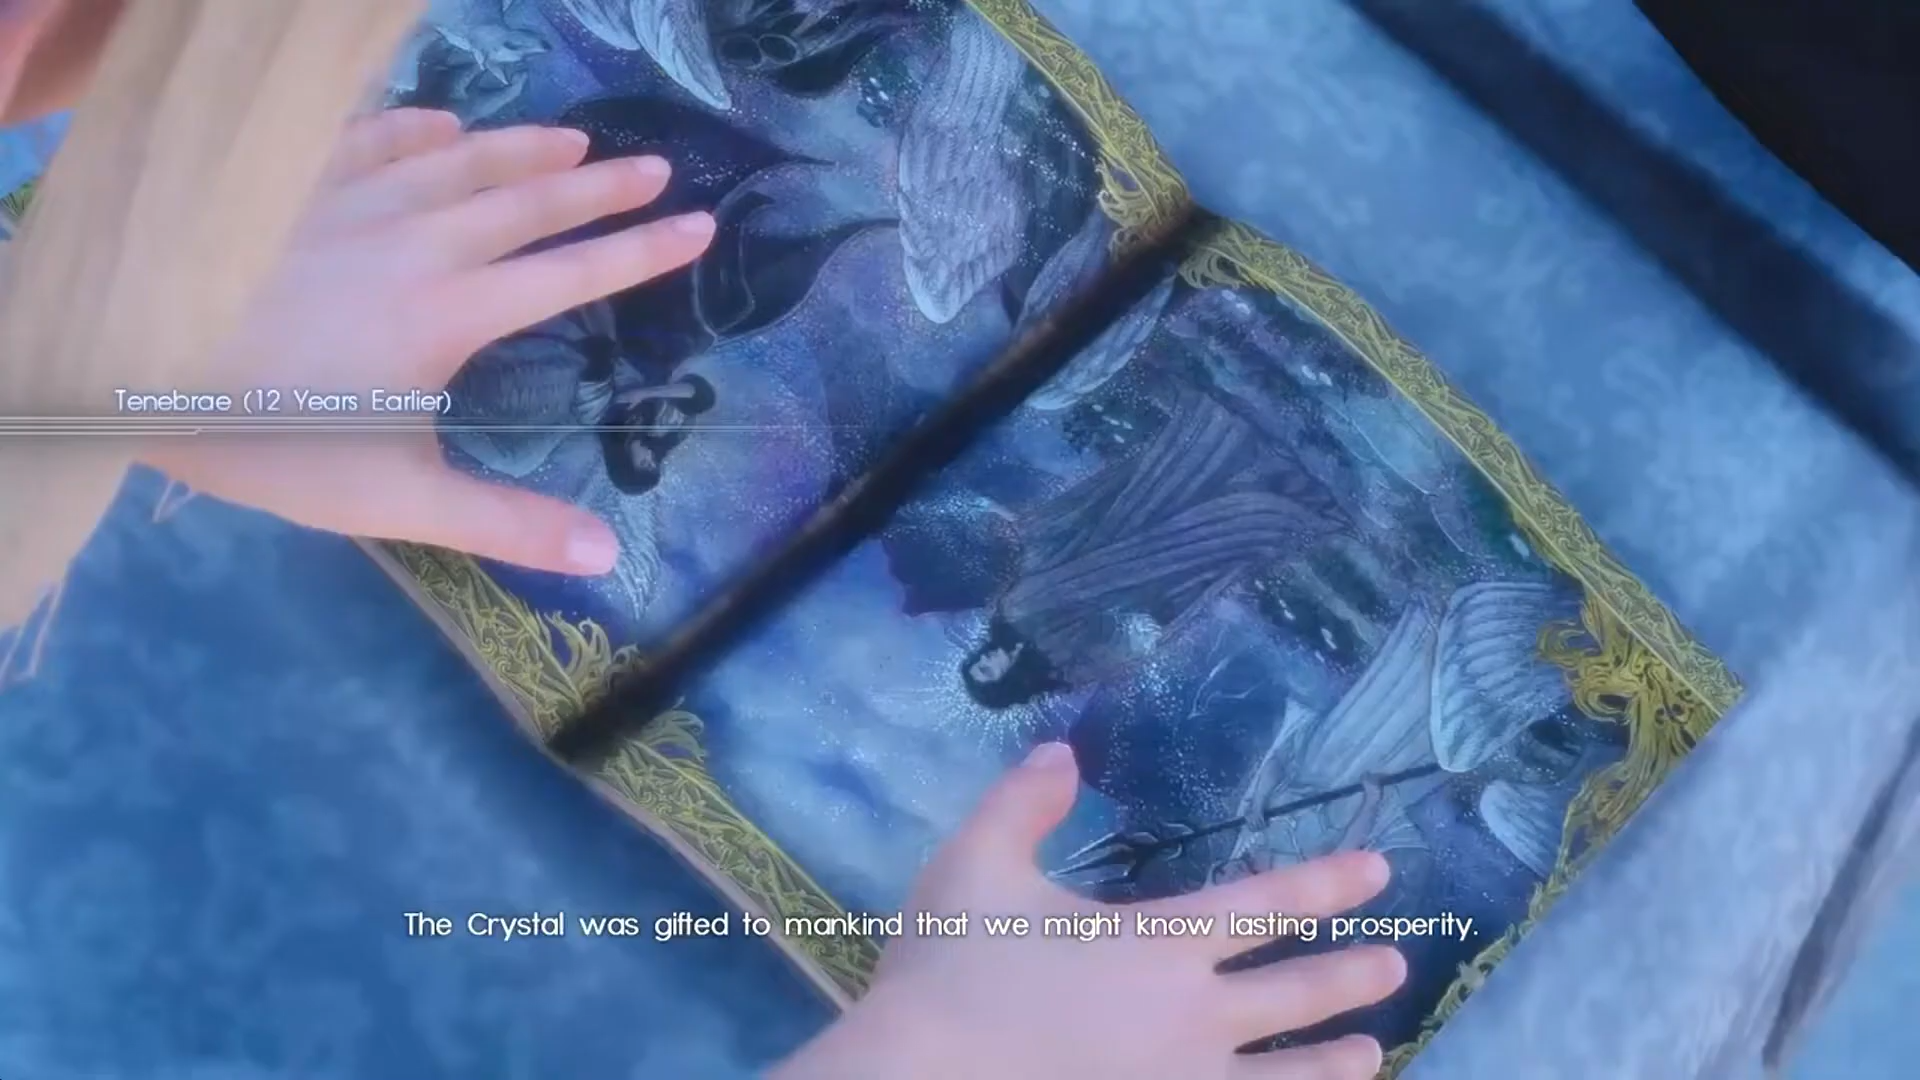 Tenebrae (12 Years Earlier)
The Crystal was gifted to mankind that we might know lasting prosperity.